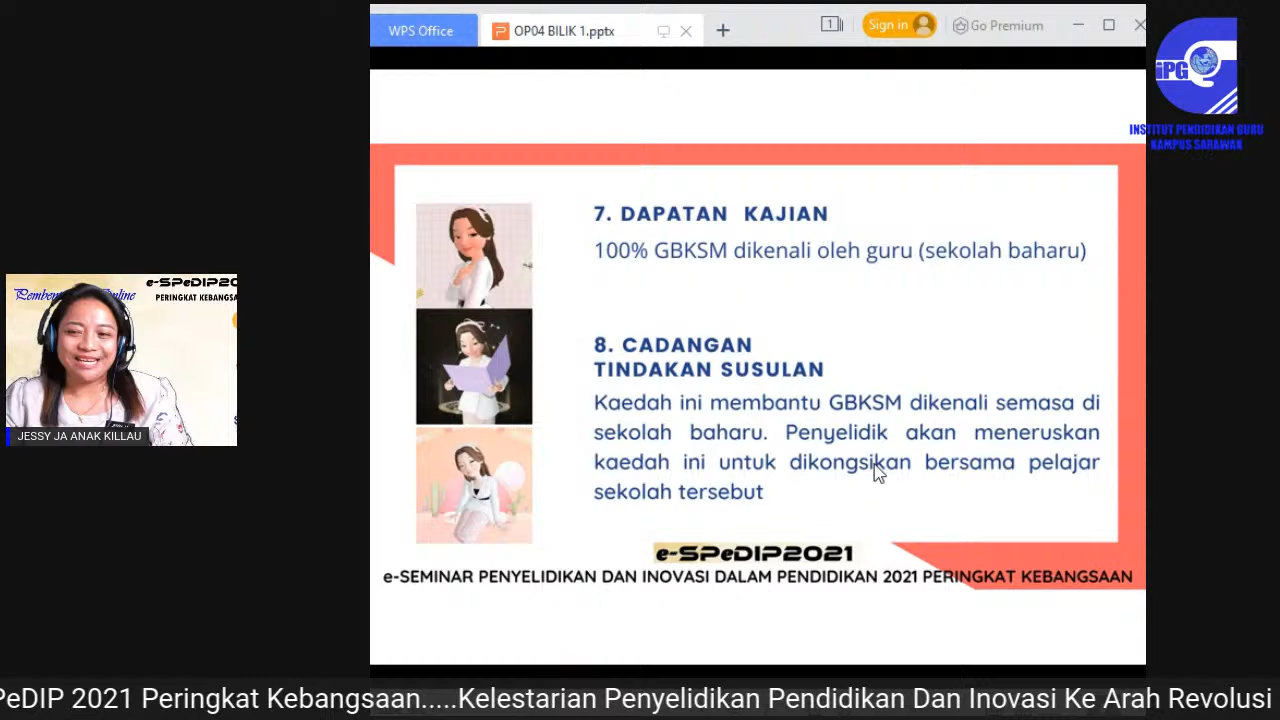 WPS Office
OP04 BILIK 1.pptx
1
Sign in
Go Premium
iPG
INSTITUT PENDIDIKAN GURU
KAMPUS SARAWAK
7. DAPATAN KAJIAN
100% GBKSM dikenali oleh guru (sekolah baharu)
8. CADANGAN
TINDAKAN SUSULAN
Kaedah ini membantu GBKSM dikenali semasa di
sekolah baharu. Penyelidik akan meneruskan
kaedah ini untuk dikongsikan bersama pelajar
sekolah tersebut
e-SPeDIP2021
e-SEMINAR PENYELIDIKAN DAN INOVASI DALAM PENDIDIKAN 2021 PERINGKAT KEBANGSAAN
e-SPeDIP20
PERINGKAT KEBANGSA
JESSY JA ANAK KILLAU
PeDIP 2021 Peringkat Kebangsaan.....Kelestarian Penyelidikan Pendidikan Dan Inovasi Ke Arah Revolusi